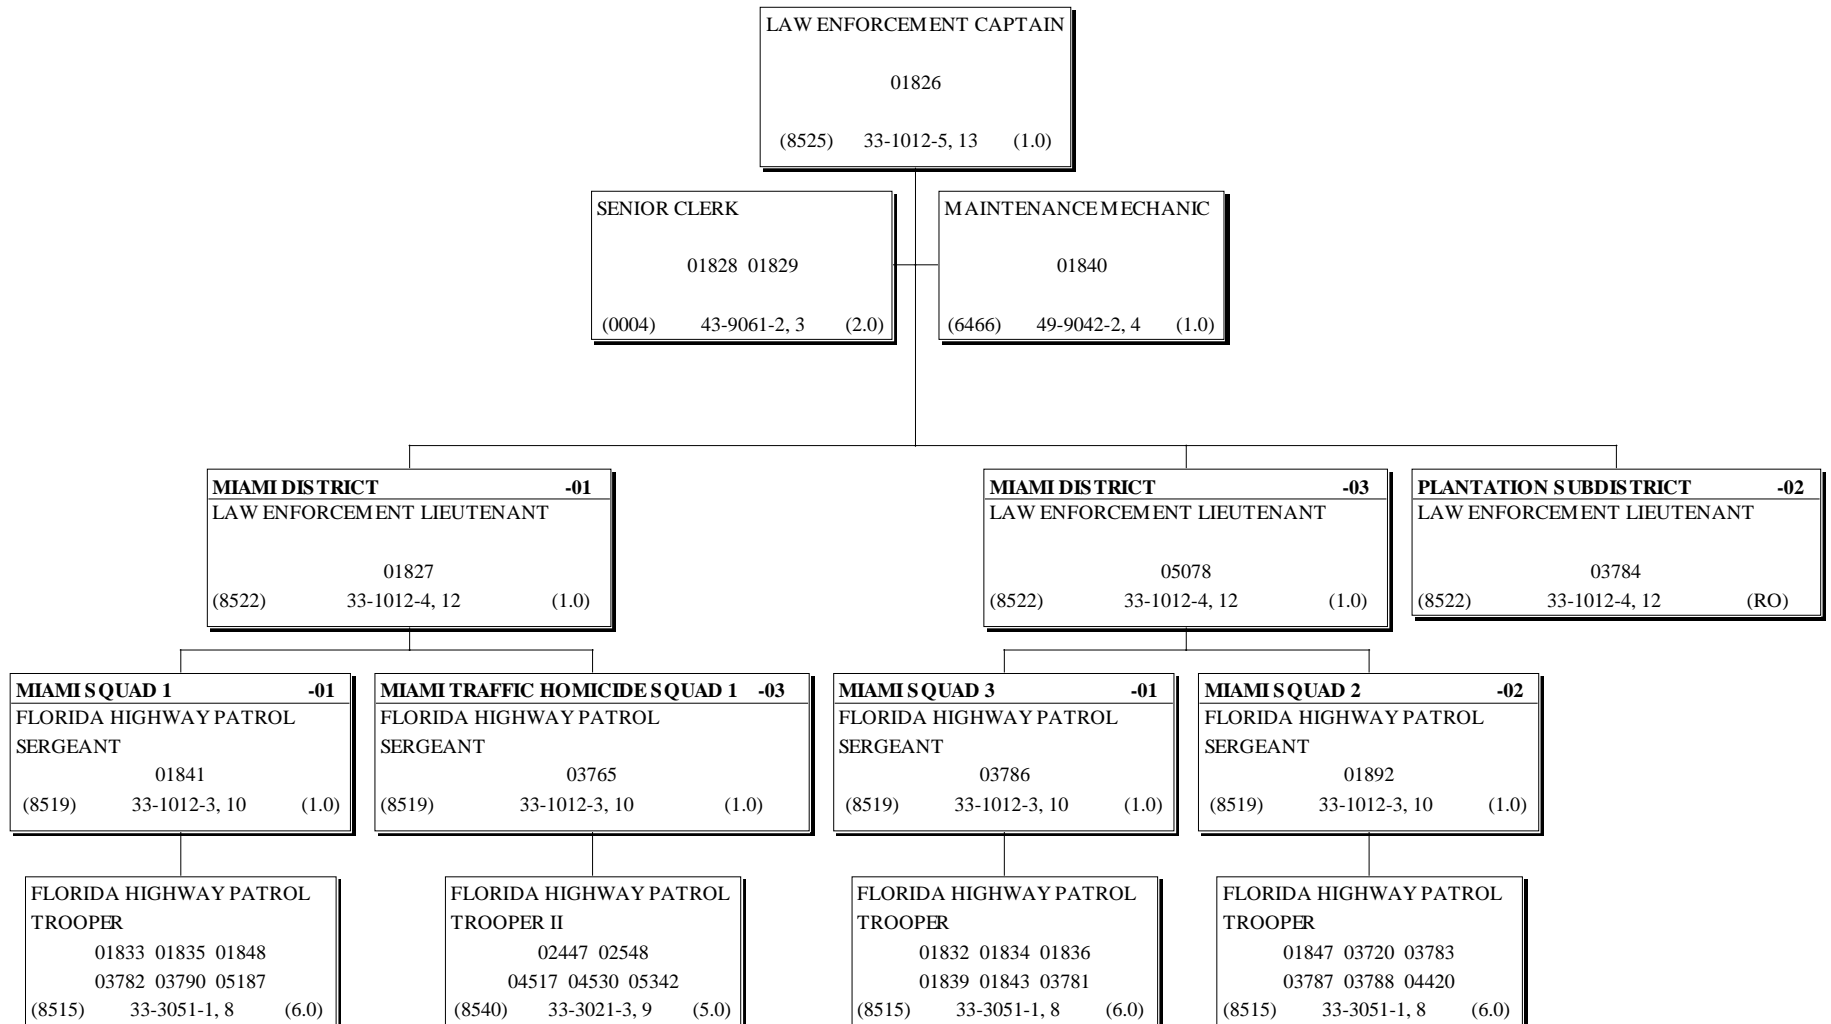 LAW ENFORCEMENT CAPTAIN
01826
(8525) 33-1012-5, 13 (1.0)
SENIOR CLERK
01828 01829
(0004) 43-9061-2, 3 (2.0)
MAINTENANCE MECHANIC
01840
(6466) 49-9042-2, 4 (1.0)
MIAMI DISTRICT -01
LAW ENFORCEMENT LIEUTENANT
01827
(8522) 33-1012-4, 12 (1.0)
MIAMI DISTRICT -03
LAW ENFORCEMENT LIEUTENANT
05078
(8522) 33-1012-4, 12 (1.0)
PLANTATION SUBDISTRICT -02
LAW ENFORCEMENT LIEUTENANT
03784
(8522) 33-1012-4, 12 (RO)
MIAMI SQUAD 1 -01
FLORIDA HIGHWAY PATROL
SERGEANT
01841
(8519) 33-1012-3, 10 (1.0)
MIAMI TRAFFIC HOMICIDE SQUAD 1 -03
FLORIDA HIGHWAY PATROL
SERGEANT
03765
(8519) 33-1012-3, 10 (1.0)
MIAMI SQUAD 3 -01
FLORIDA HIGHWAY PATROL
SERGEANT
03786
(8519) 33-1012-3, 10 (1.0)
MIAMI SQUAD 2 -02
FLORIDA HIGHWAY PATROL
SERGEANT
01892
(8519) 33-1012-3, 10 (1.0)
FLORIDA HIGHWAY PATROL
TROOPER
01833 01835 01848
03782 03790 05187
(8515) 33-3051-1, 8 (6.0)
FLORIDA HIGHWAY PATROL
TROOPER II
02447 02548
04517 04530 05342
(8540) 33-3021-3, 9 (5.0)
FLORIDA HIGHWAY PATROL
TROOPER
01832 01834 01836
01839 01843 03781
(8515) 33-3051-1, 8 (6.0)
FLORIDA HIGHWAY PATROL
TROOPER
01847 03720 03783
03787 03788 04420
(8515) 33-3051-1, 8 (6.0)